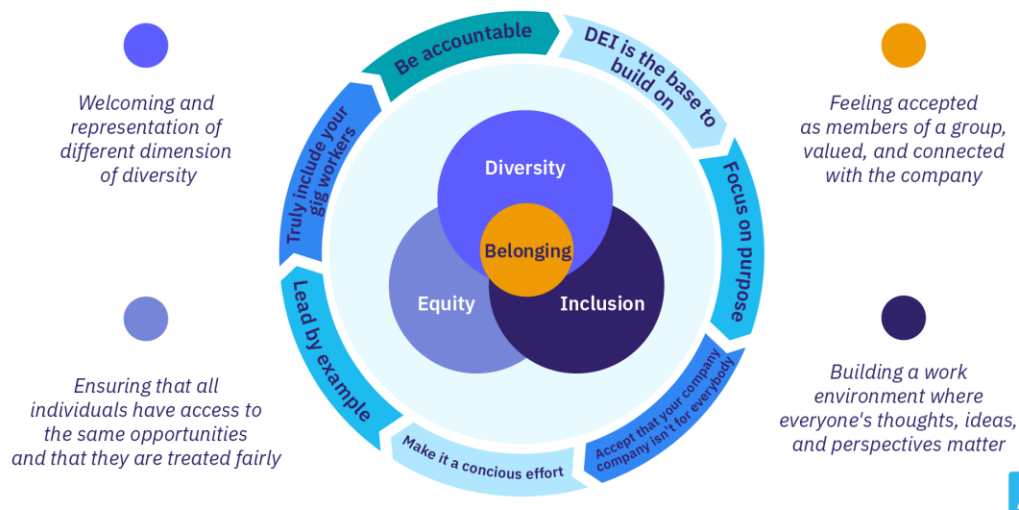 Welcoming and
representation of
different dimension
of diversity
Ensuring that all
individuals have access to
the same opportunities
and that they are treated fairly
Be accountable
DEI is the base to
build on
Focus on purpose
Accept that your company
company isn't for everybody
Make it a concious effort
Lead by example
Truly include your
gig workers
Diversity
Belonging
Equity
Inclusion
Feeling accepted
as members of a group,
valued, and connected
with the company
Building a work
environment where
everyone's thoughts, ideas,
and perspectives matter